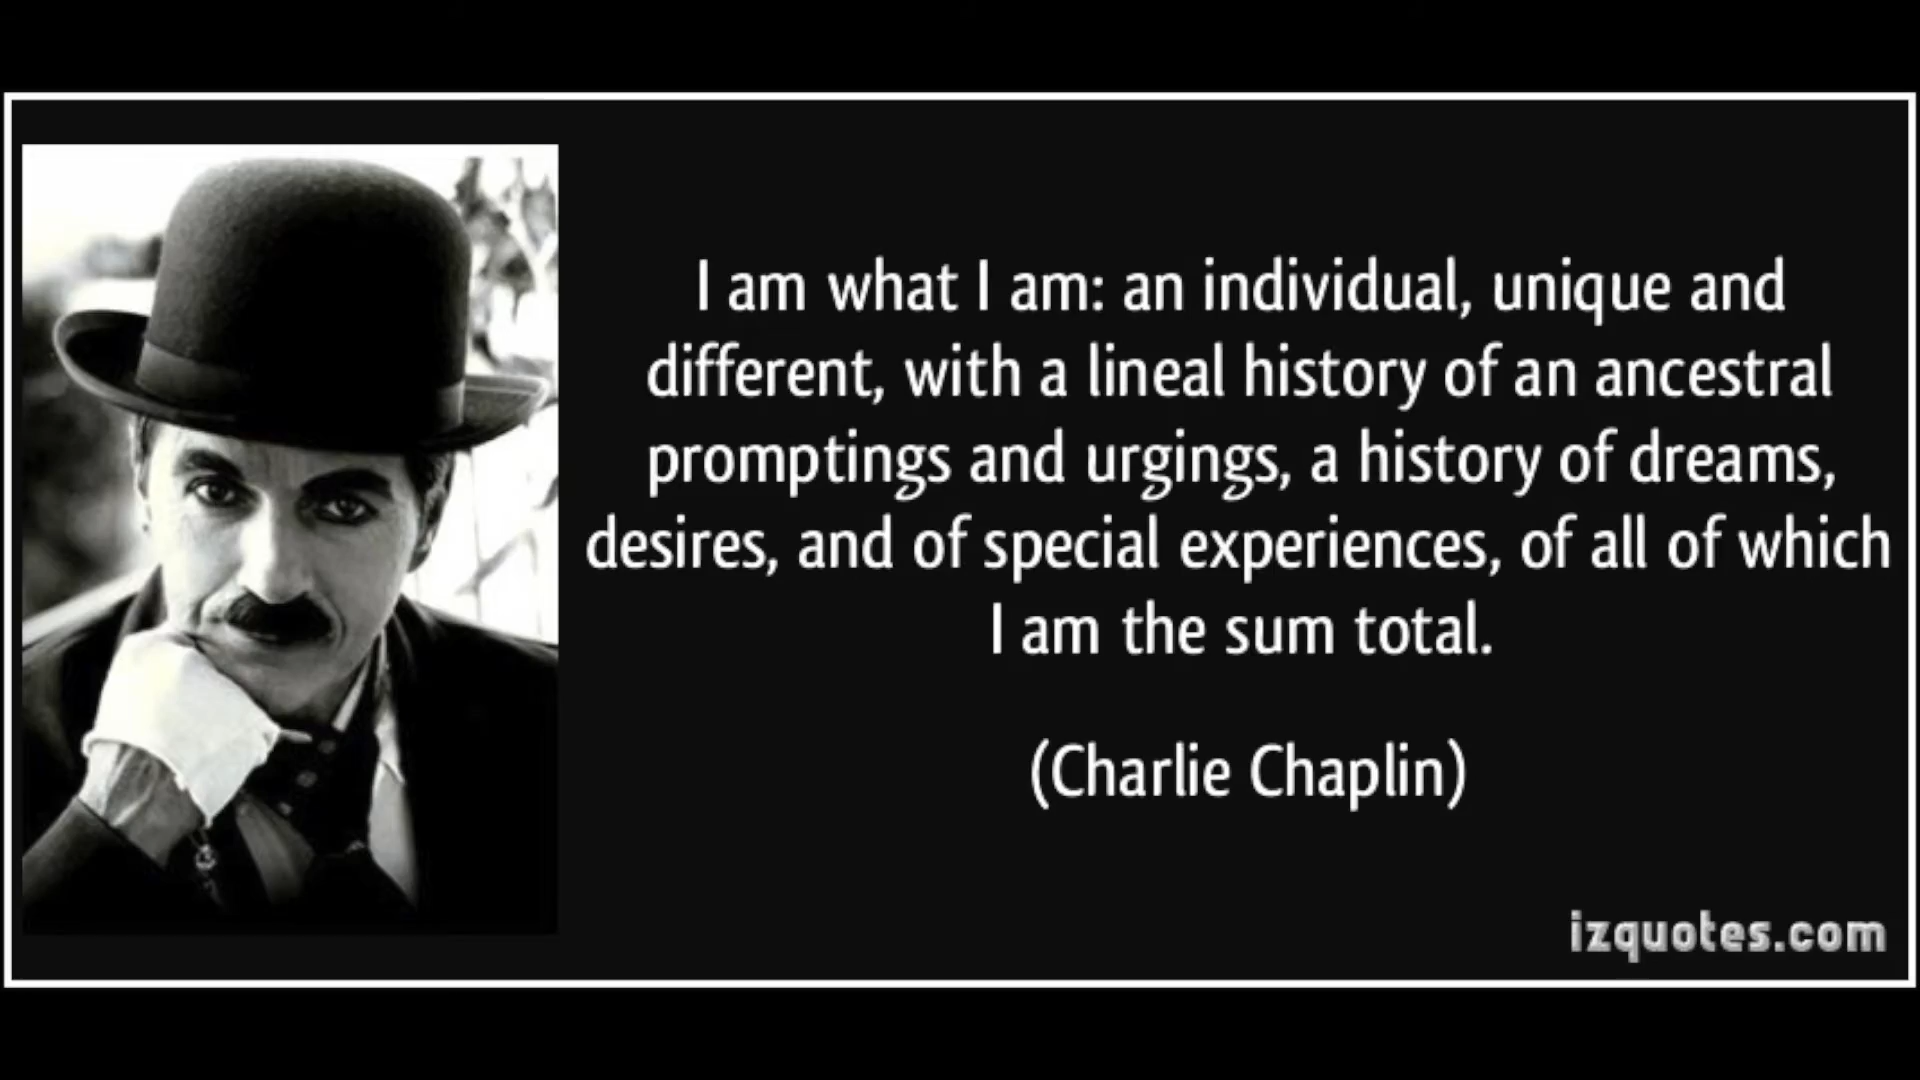 I am what I am: an individual, unique and
different, with a lineal history of an ancestral
promptings and urgings, a history of dreams,
desires, and of special experiences, of all of which
I am the sum total.
(Charlie Chaplin)
izquotes.com